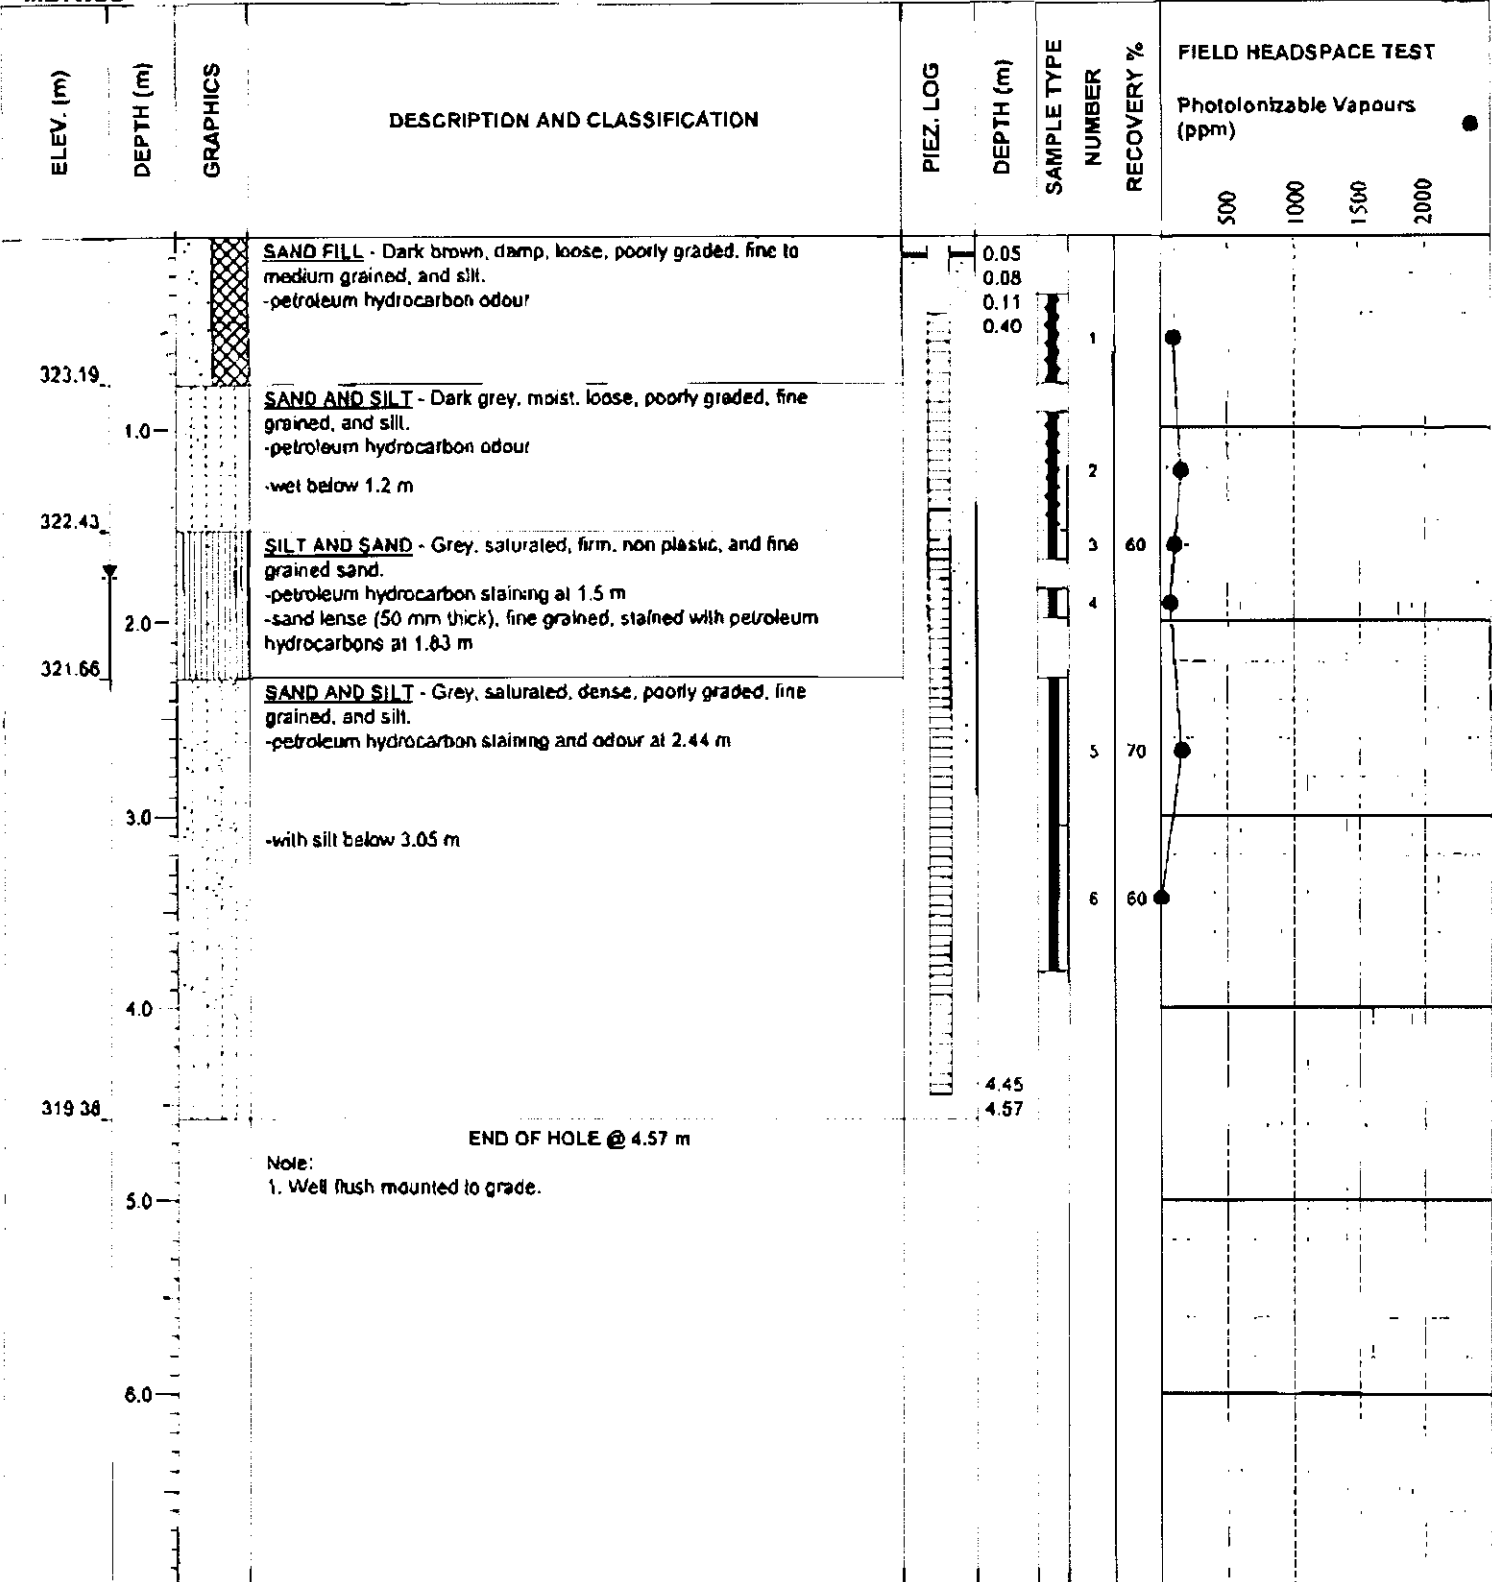 ELEV. (m)
DEPTH (m)
GRAPHICS
DESCRIPTION AND CLASSIFICATION
PIEZ. LOG
DEPTH (m)
SAMPLE TYPE
NUMBER
RECOVERY %
FIELD HEADSPACE TEST
Photoionizable Vapours
(ppm)
500
1000
1500
2000
SAND FILL - Dark brown, damp, loose, poorly graded, fine to
medium grained, and silt.
-petroleum hydrocarbon odour
0.05
0.08
0.11
0.40
1
323.19
SAND AND SILT - Dark grey, moist, loose, poorly graded, fine
grained, and silt.
-petroleum hydrocarbon odour
-wet below 1.2 m
1.0
2
322.43
SILT AND SAND - Grey, saturated, firm, non plastic, and fine
grained sand.
-petroleum hydrocarbon staining at 1.5 m
-sand lense (50 mm thick), fine grained, stained with petroleum
hydrocarbons at 1.83 m
3 60
4
2.0
321.66
SAND AND SILT - Grey, saturated, dense, poorly graded, fine
grained, and silt.
-petroleum hydrocarbon staining and odour at 2.44 m
5 70
3.0
-with silt below 3.05 m
6 60
4.0
4.45
4.57
319.38
END OF HOLE @ 4.57 m
Note:
1. Well flush mounted to grade.
5.0
6.0